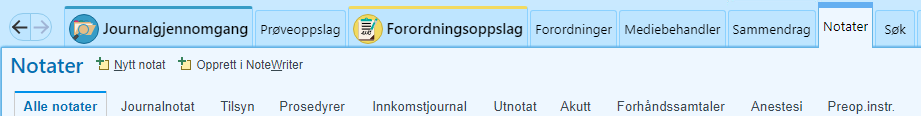 Journalgjennomgang Prøveoppslag Forordningsoppslag Forordninger Mediebehandler Sammendrag Notater Søk
Notater Nytt notat Opprett i NoteWriter
Alle notater Journalnotat Tilsyn Prosedyrer Innkomstjournal Utnotat Akutt Forhåndssamtaler Anestesi Preop.instr.